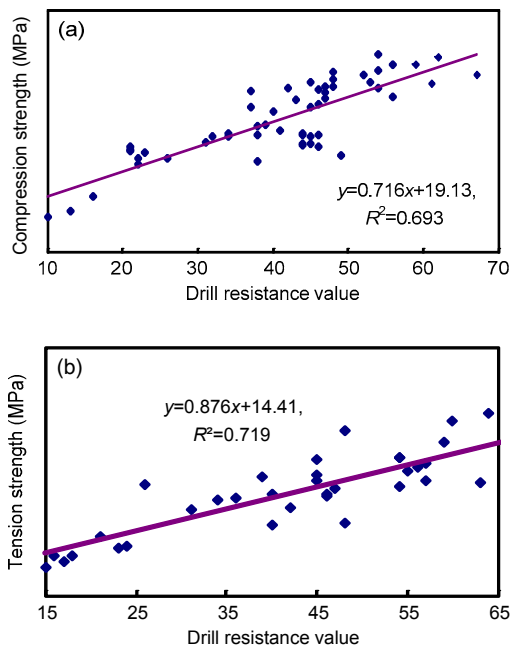 (a)
Compression strength (MPa)
y=0.716x+19.13,
R²=0.693
10 20 30 40 50 60 70
Drill resistance value
(b)
Tension strength (MPa)
y=0.876x+14.41,
R²=0.719
15 25 35 45 55 65
Drill resistance value